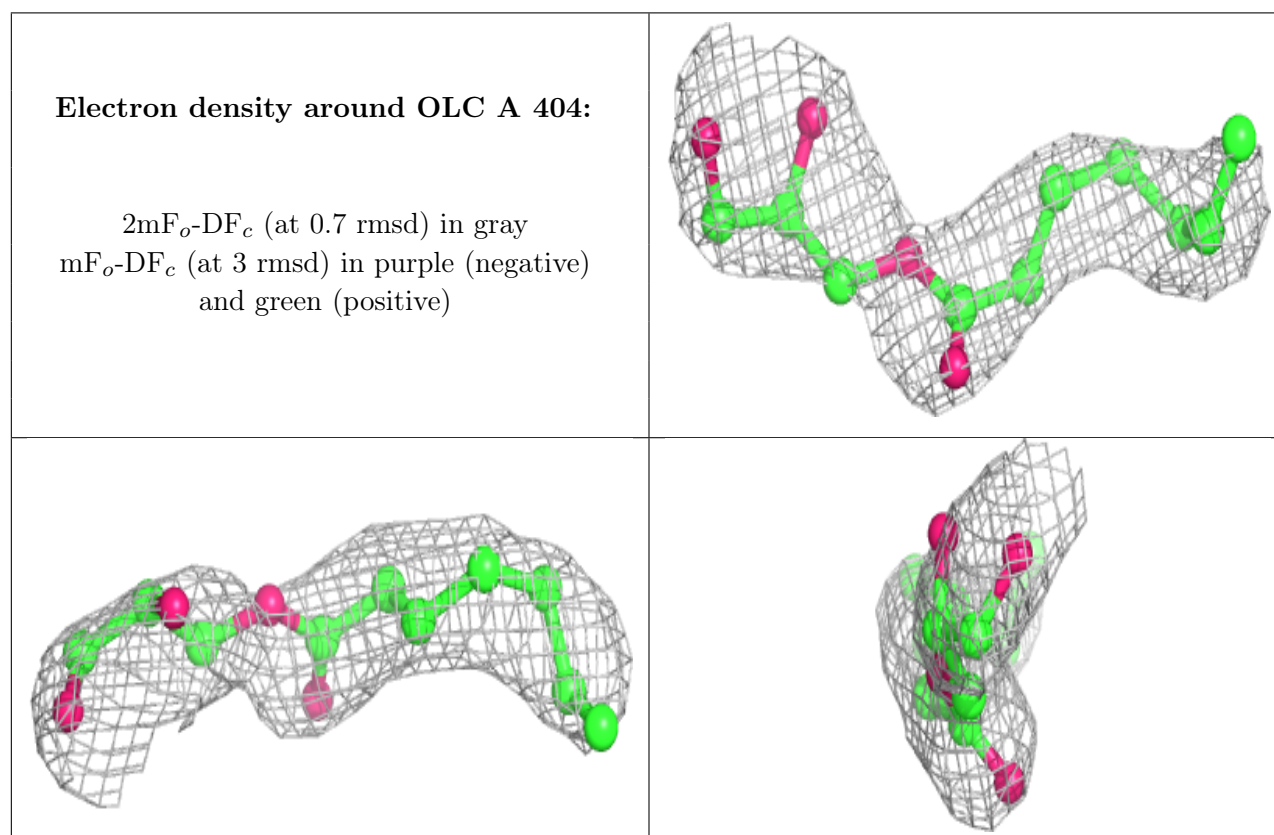 Electron density around OLC A 404:
2mFo-DFc (at 0.7 rmsd) in gray
mFo-DFc (at 3 rmsd) in purple (negative)
and green (positive)